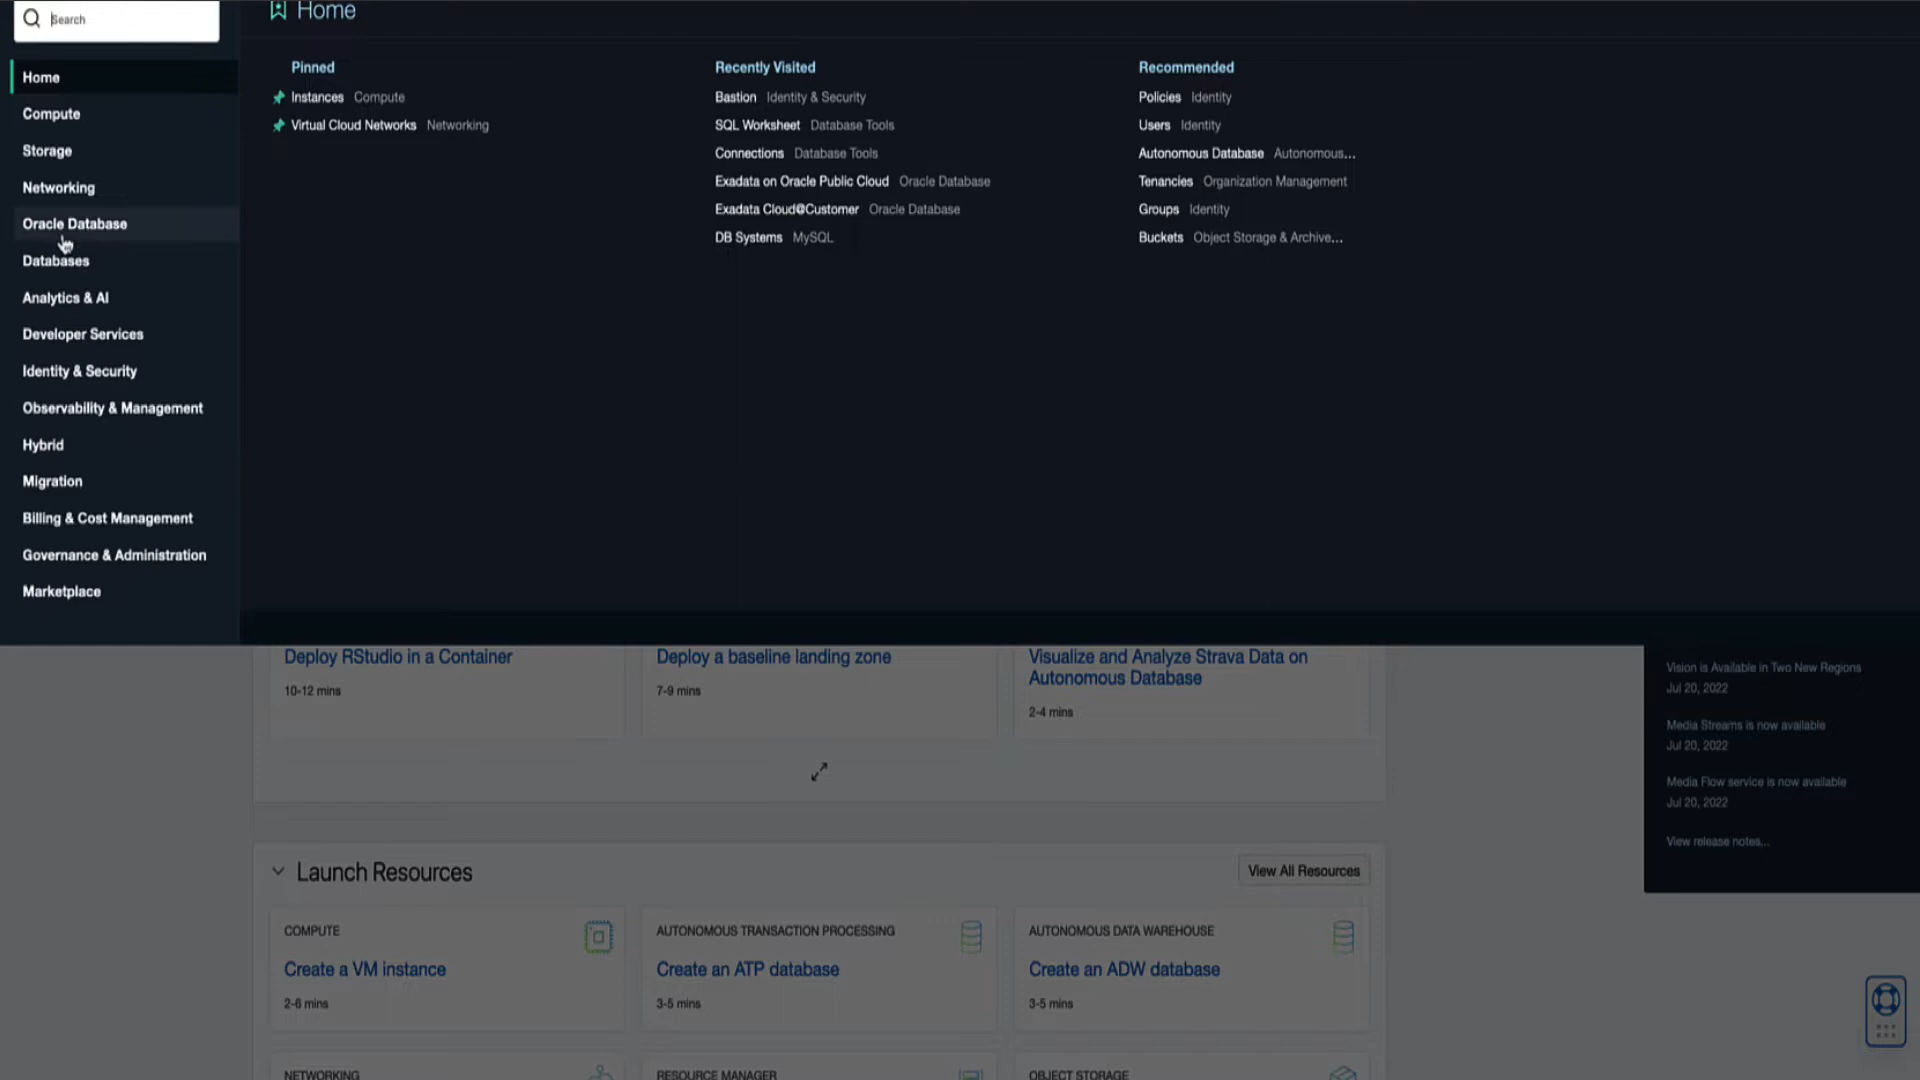 Search
Home
Home
Compute
Storage
Networking
Oracle Database
Databases
Analytics & AI
Developer Services
Identity & Security
Observability & Management
Hybrid
Migration
Billing & Cost Management
Governance & Administration
Marketplace
Pinned
Instances Compute
Virtual Cloud Networks Networking
Recently Visited
Bastion Identity & Security
SQL Worksheet Database Tools
Connections Database Tools
Exadata on Oracle Public Cloud Oracle Database
Exadata Cloud@Customer Oracle Database
DB Systems MySQL
Recommended
Policies Identity
Users Identity
Autonomous Database Autonomous...
Tenancies Organization Management
Groups Identity
Buckets Object Storage & Archive...
Deploy RStudio in a Container
10-12 mins
Deploy a baseline landing zone
7-9 mins
Visualize and Analyze Strava Data on
Autonomous Database
2-4 mins
Vision is Available in Two New Regions
Jul 20, 2022
Media Streams is now available
Jul 20, 2022
Media Flow service is now available
Jul 20, 2022
View release notes...
Launch Resources
View All Resources
COMPUTE
Create a VM instance
2-6 mins
AUTONOMOUS TRANSACTION PROCESSING
Create an ATP database
3-5 mins
AUTONOMOUS DATA WAREHOUSE
Create an ADW database
3-5 mins
NETWORKING
RESOURCE MANAGER
OBJECT STORAGE